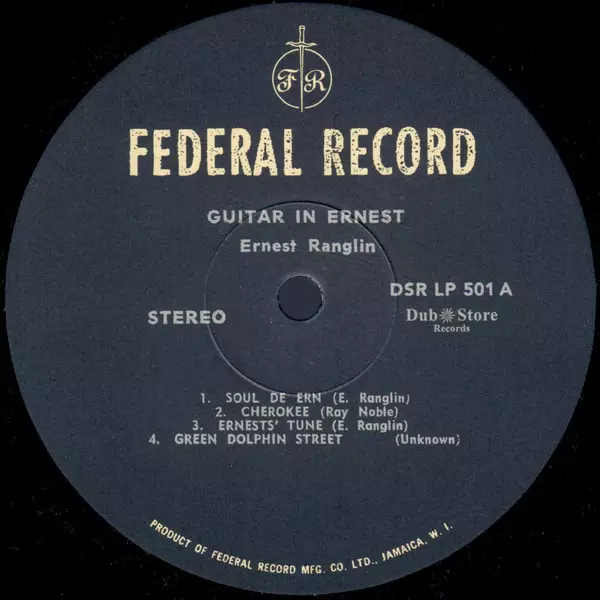 F R
FEDERAL RECORD
GUITAR IN ERNEST
Ernest Ranglin
DSR LP 501 A
STEREO
Dub Store
Records
1. SOUL DE ERN (E. Ranglin)
2. CHEROKEE (Ray Noble)
3. ERNESTS' TUNE (E. Ranglin)
4. GREEN DOLPHIN STREET (Unknown)
PRODUCT OF FEDERAL RECORD MFG. CO. LTD., JAMAICA, W. I.